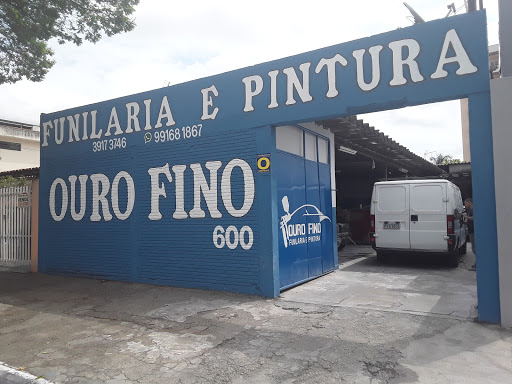 FUNILARIA E PINTURA
3917 3746 99168 1867
OURO FINO
600
OURO FINO
FUNILARIA E PINTURA